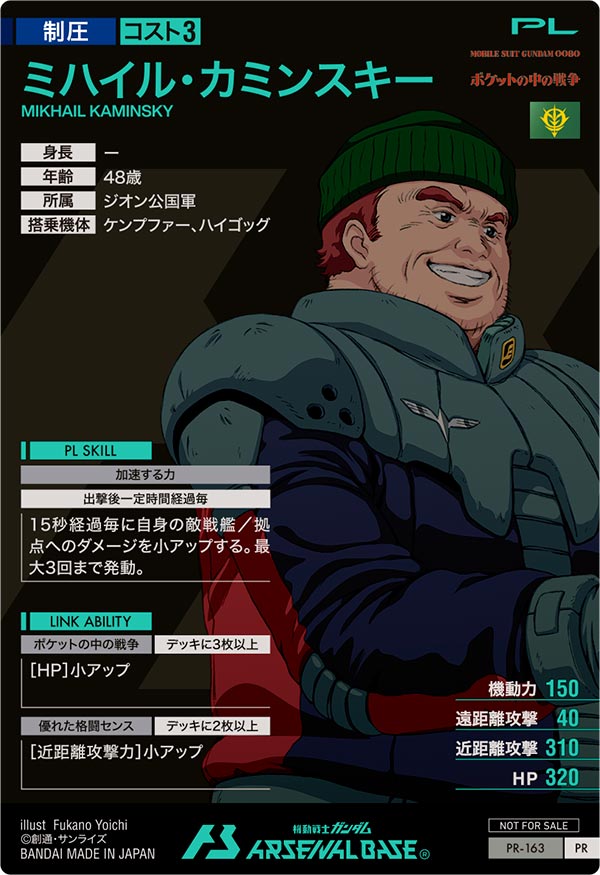 制圧 コスト3
PL
ミハイル・カミンスキー
MIKHAIL KAMINSKY
MOBILE SUIT GUNDAM 0080
ポケットの中の戦争
身長 ー
年齢 48歳
所属 ジオン公国軍
搭乗機体 ケンプファー、ハイゴッグ
PL SKILL
加速する力
出撃後一定時間経過毎
15秒経過毎に自身の敵戦艦／拠
点へのダメージを小アップする。最
大3回まで発動。
LINK ABILITY
ポケットの中の戦争 デッキに3枚以上
[HP]小アップ
優れた格闘センス デッキに2枚以上
[近距離攻撃力]小アップ
機動力 150
遠距離攻撃 40
近距離攻撃 310
HP 320
illust Fukano Yoichi
©創通・サンライズ
BANDAI MADE IN JAPAN
機動戦士ガンダム
AB ARSENAL BASE®
NOT FOR SALE
PR-163 PR